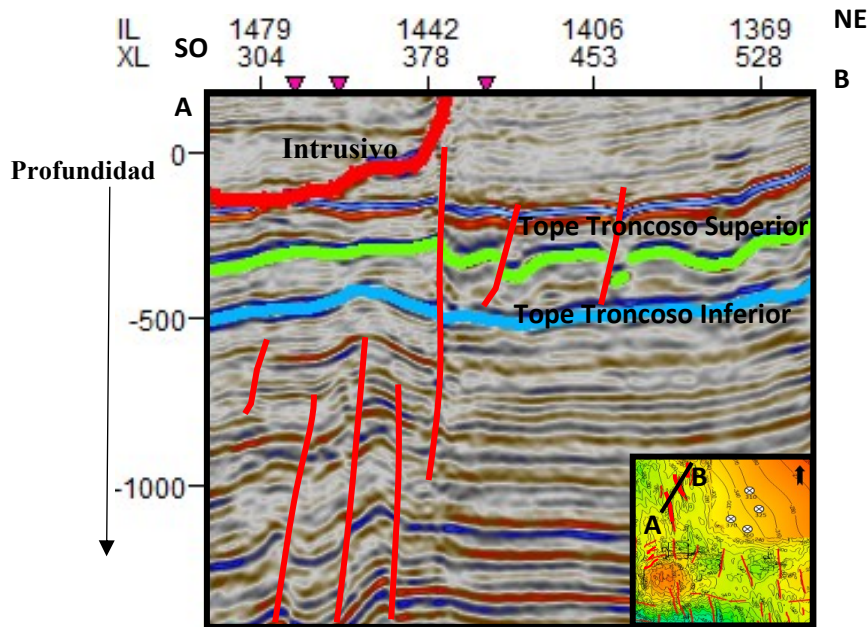 IL 1479 1442 1406 1369 NE
XL SO 304 378 453 528
B
A
Profundidad
0
Intrusivo
Tope Troncoso Superior
-500
Tope Troncoso Inferior
-1000
B
A